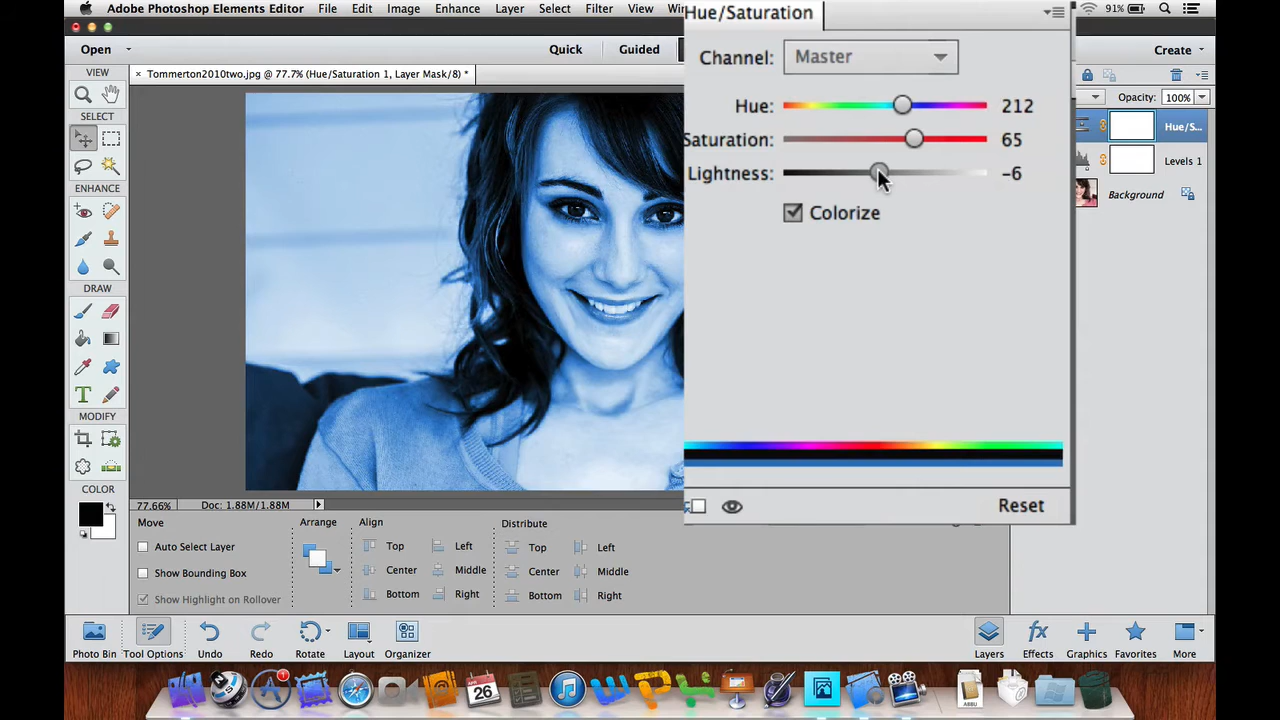 Adobe Photoshop Elements Editor File Edit Image Enhance Layer Select Filter View 91%
Hue/Saturation
Open Quick Guided Create
VIEW
Tommerton2010two.jpg @ 77.7% (Hue/Saturation 1, Layer Mask/8) *
Channel: Master
Opacity: 100%
Hue: 212
SELECT
Hue/S...
Saturation: 65
Levels 1
Lightness: -6
ENHANCE
Background
Colorize
DRAW
T
MODIFY
COLOR
77.66% Doc: 1.88M/1.88M
Reset
Move Arrange Align Distribute
Auto Select Layer Top Left Top Left
Show Bounding Box Center Middle Center Middle
Show Highlight on Rollover Bottom Right Bottom Right
Photo Bin Tool Options Undo Redo Rotate Layout Organizer Layers Effects Graphics Favorites More
fx
1
APR
26
ABBU